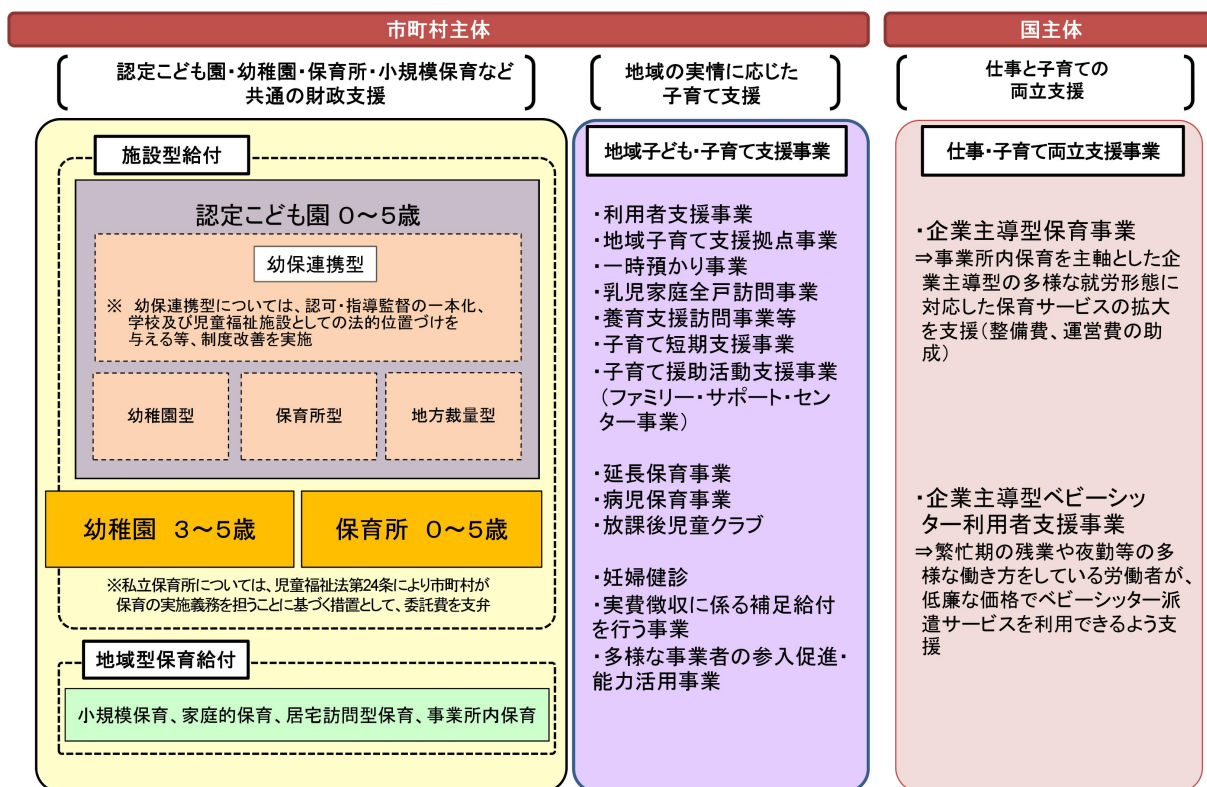 市町村主体
国主体
認定こども園・幼稚園・保育所・小規模保育など
共通の財政支援
地域の実情に応じた
子育て支援
仕事と子育ての
両立支援
施設型給付
認定こども園 0～5歳
幼保連携型
※ 幼保連携型については、認可・指導監督の一本化、
学校及び児童福祉施設としての法的位置づけを
与える等、制度改善を実施
幼稚園型
保育所型
地方裁量型
幼稚園 3～5歳
保育所 0～5歳
※私立保育所については、児童福祉法第24条により市町村が
保育の実施義務を担うことに基づく措置として、委託費を支弁
地域型保育給付
小規模保育、家庭的保育、居宅訪問型保育、事業所内保育
地域子ども・子育て支援事業
・利用者支援事業
・地域子育て支援拠点事業
・一時預かり事業
・乳児家庭全戸訪問事業
・養育支援訪問事業等
・子育て短期支援事業
・子育て援助活動支援事業
（ファミリー・サポート・セン
ター事業）
・延長保育事業
・病児保育事業
・放課後児童クラブ
・妊婦健診
・実費徴収に係る補足給付
を行う事業
・多様な事業者の参入促進・
能力活用事業
仕事・子育て両立支援事業
・企業主導型保育事業
⇒事業所内保育を主軸とした企
業主導型の多様な就労形態に
対応した保育サービスの拡大
を支援（整備費、運営費の助
成）
・企業主導型ベビーシッ
ター利用者支援事業
⇒繁忙期の残業や夜勤等の多
様な働き方をしている労働者が、
低廉な価格でベビーシッター派
遣サービスを利用できるよう支
援